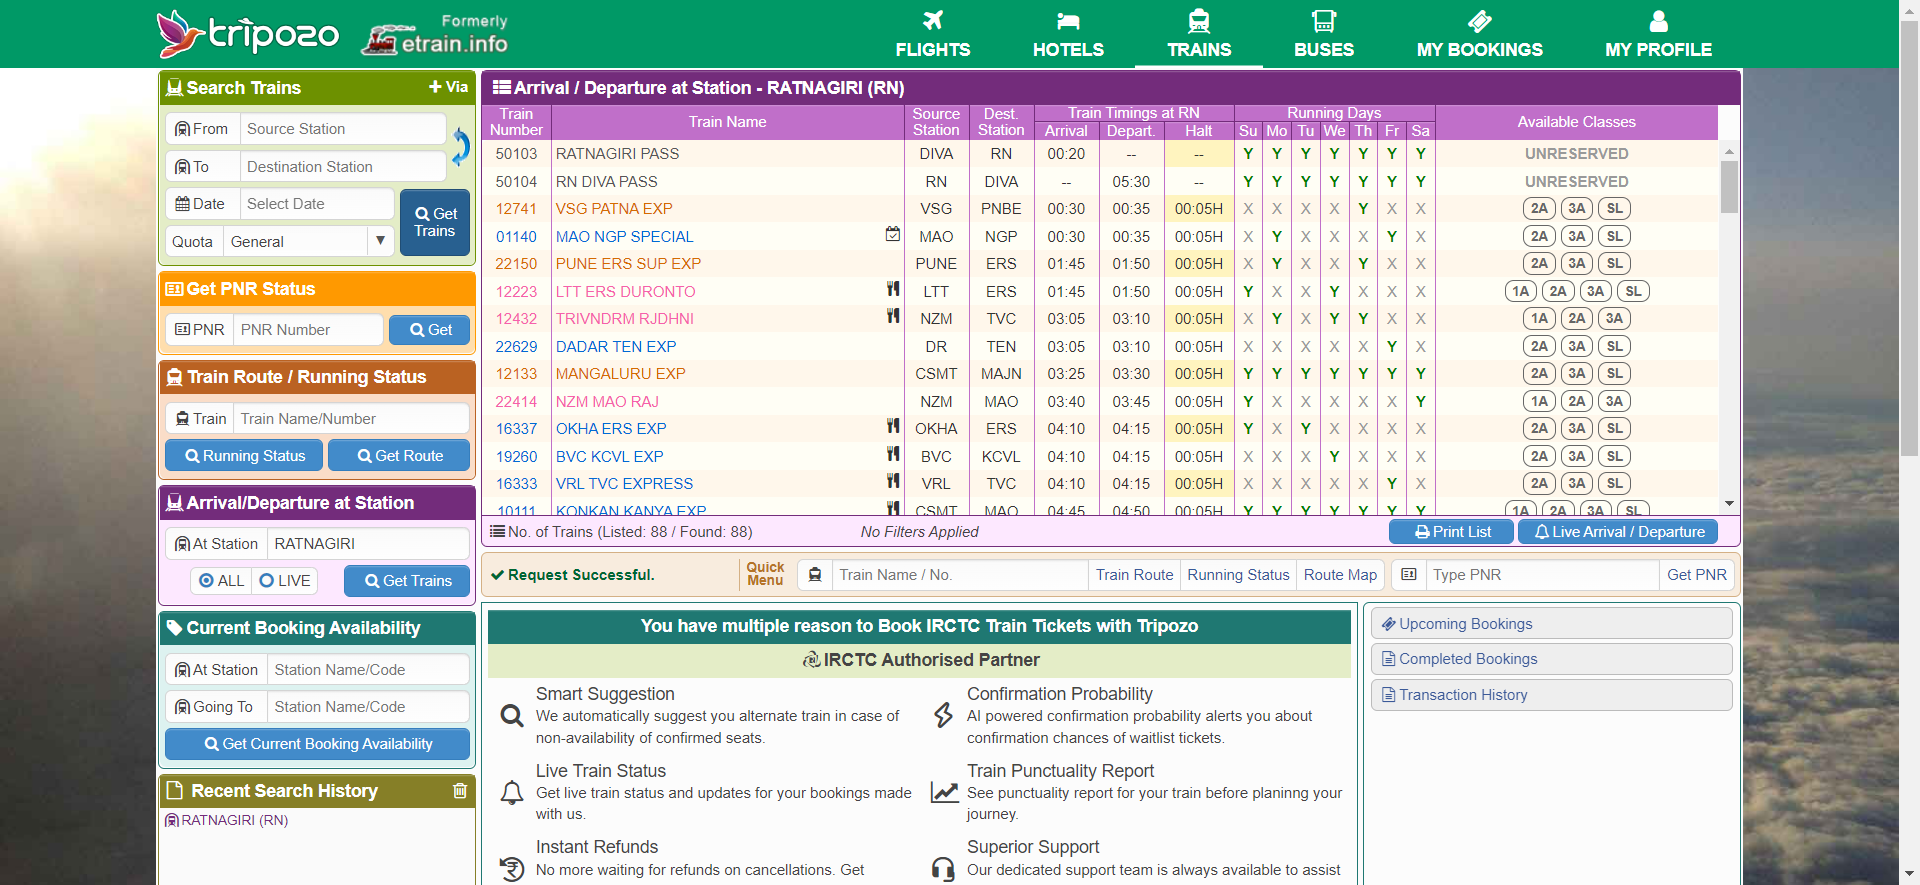 tripozo
Formerly
etrain.info
FLIGHTS
HOTELS
TRAINS
BUSES
MY BOOKINGS
MY PROFILE
Search Trains
+ Via
From Source Station
To Destination Station
Date Select Date
Quota General ▼
Get Trains
Get PNR Status
PNR PNR Number
Get
Train Route / Running Status
Train Train Name/Number
Running Status
Get Route
Arrival/Departure at Station
At Station RATNAGIRI
ALL LIVE
Get Trains
Current Booking Availability
At Station Station Name/Code
Going To Station Name/Code
Get Current Booking Availability
Recent Search History
RATNAGIRI (RN)
Arrival / Departure at Station - RATNAGIRI (RN)
Train Number Train Name Source Station Dest. Station Train Timings at RN Running Days Available Classes
Arrival Depart. Halt Su Mo Tu We Th Fr Sa
50103 RATNAGIRI PASS DIVA RN 00:20 -- -- Y Y Y Y Y Y Y UNRESERVED
50104 RN DIVA PASS RN DIVA -- 05:30 -- Y Y Y Y Y Y Y UNRESERVED
12741 VSG PATNA EXP VSG PNBE 00:30 00:35 00:05H X X X X Y X X 2A 3A SL
01140 MAO NGP SPECIAL MAO NGP 00:30 00:35 00:05H X Y X X X Y X 2A 3A SL
22150 PUNE ERS SUP EXP PUNE ERS 01:45 01:50 00:05H X Y X X Y X X 2A 3A SL
12223 LTT ERS DURONTO LTT ERS 01:45 01:50 00:05H Y X X Y X X X 1A 2A 3A SL
12432 TRIVNDRM RJDHNI NZM TVC 03:05 03:10 00:05H X Y X Y Y X X 1A 2A 3A
22629 DADAR TEN EXP DR TEN 03:05 03:10 00:05H X X X X X Y X 2A 3A SL
12133 MANGALURU EXP CSMT MAJN 03:25 03:30 00:05H Y Y Y Y Y Y Y 2A 3A SL
22414 NZM MAO RAJ NZM MAO 03:40 03:45 00:05H Y X X X X X Y 1A 2A 3A
16337 OKHA ERS EXP OKHA ERS 04:10 04:15 00:05H Y X Y X X X X 2A 3A SL
19260 BVC KCVL EXP BVC KCVL 04:10 04:15 00:05H X X X Y X X X 2A 3A SL
16333 VRL TVC EXPRESS VRL TVC 04:10 04:15 00:05H X X X X X Y X 2A 3A SL
10111 KONKAN KANYA EXP CSMT MAO 04:45 04:50 00:05H Y Y Y Y Y Y Y 1A 2A 3A SL
No. of Trains (Listed: 88 / Found: 88)
No Filters Applied
Print List
Live Arrival / Departure
Request Successful.
Quick Menu
Train Name / No.
Train Route
Running Status
Route Map
Type PNR
Get PNR
You have multiple reason to Book IRCTC Train Tickets with Tripozo
IRCTC Authorised Partner
Smart Suggestion
We automatically suggest you alternate train in case of
non-availability of confirmed seats.
Confirmation Probability
AI powered confirmation probability alerts you about
confirmation chances of waitlist tickets.
Live Train Status
Get live train status and updates for your bookings made
with us.
Train Punctuality Report
See punctuality report for your train before planinng your
journey.
Instant Refunds
No more waiting for refunds on cancellations. Get
Superior Support
Our dedicated support team is always available to assist
Upcoming Bookings
Completed Bookings
Transaction History